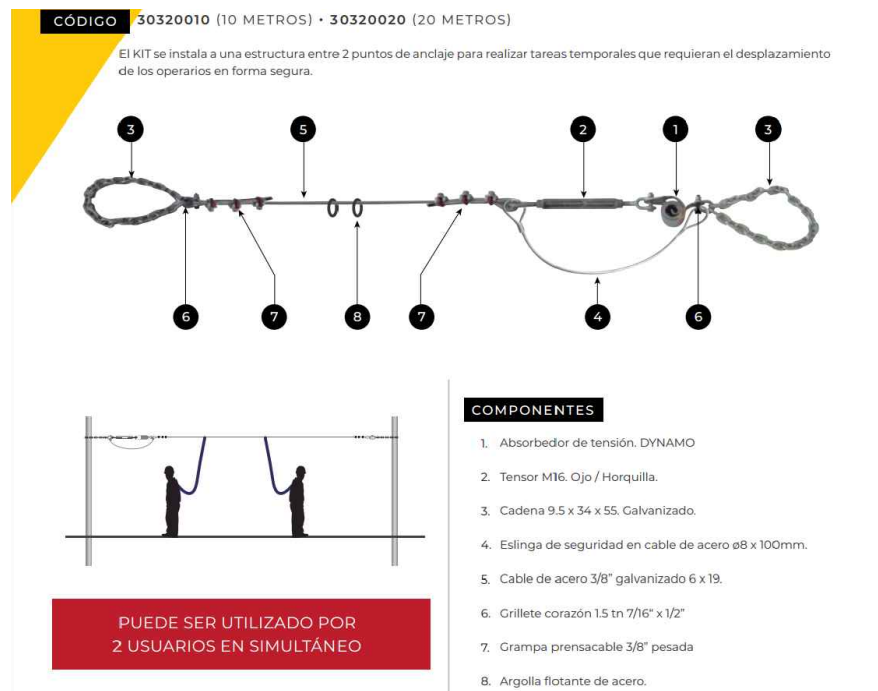 CÓDIGO 30320010 (10 METROS) • 30320020 (20 METROS)
El KIT se instala a una estructura entre 2 puntos de anclaje para realizar tareas temporales que requieran el desplazamiento
de los operarios en forma segura.
3 5 2 1 3
6 7 8 7 4 6
PUEDE SER UTILIZADO POR
2 USUARIOS EN SIMULTÁNEO
COMPONENTES
1. Absorbedor de tensión. DYNAMO
2. Tensor M16. Ojo / Horquilla.
3. Cadena 9.5 x 34 x 55. Galvanizado.
4. Eslinga de seguridad en cable de acero ø8 x 100mm.
5. Cable de acero 3/8” galvanizado 6 x 19.
6. Grillete corazón 1.5 tn 7/16“ x 1/2”
7. Grampa prensacable 3/8” pesada
8. Argolla flotante de acero.